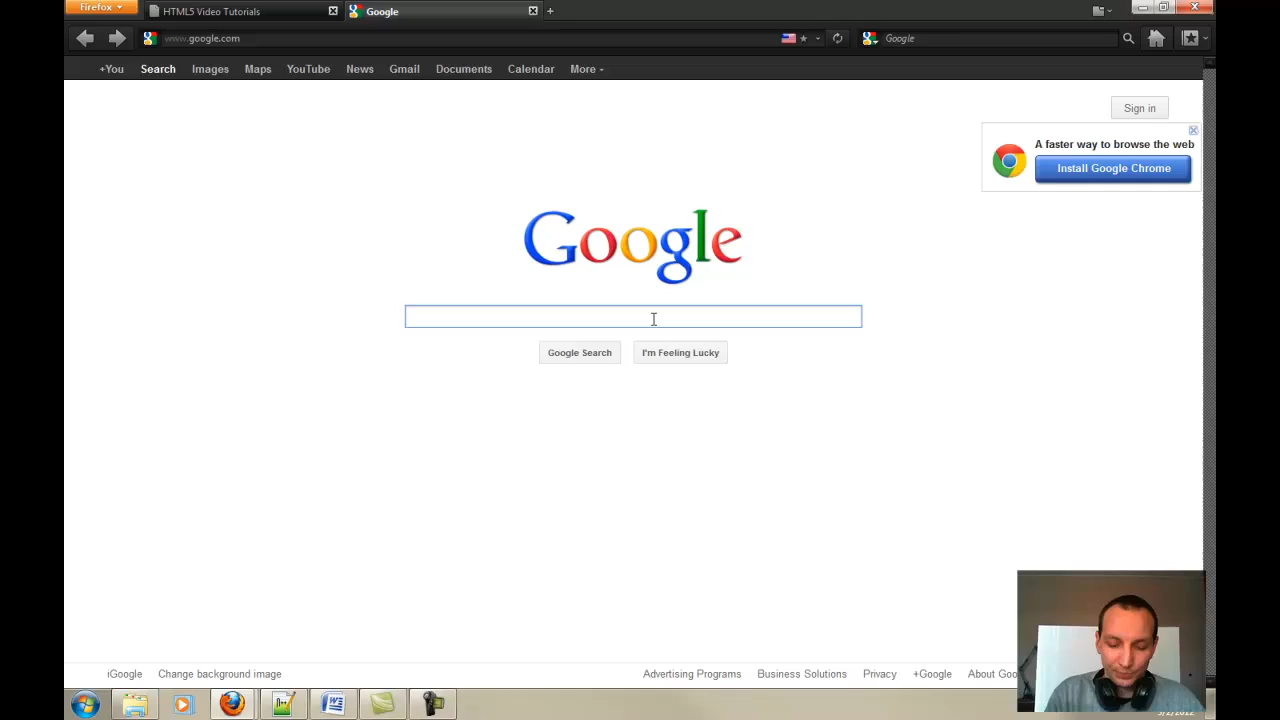 Firefox
HTML5 Video Tutorials
Google
www.google.com
Google
+You Search Images Maps YouTube News Gmail Documents Calendar More
Sign in
A faster way to browse the web
Install Google Chrome
Google
Google Search I'm Feeling Lucky
iGoogle Change background image Advertising Programs Business Solutions Privacy +Google About Goo